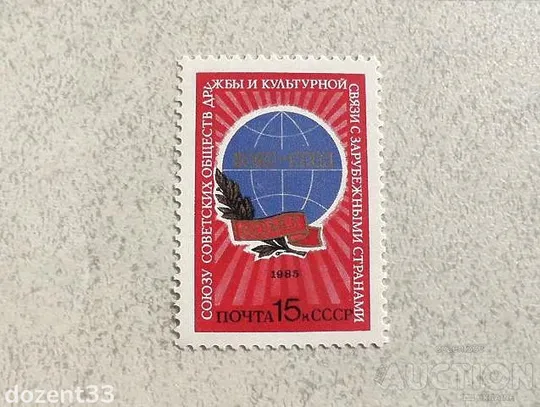 СОЮЗУ СОВЕТСКИХ ОБЩЕСТВ ДРУЖБЫ И КУЛЬТУРНОЙ СВЯЗИ С ЗАРУБЕЖНЫМИ СТРАНАМИ
1985
ПОЧТА 15к СССР
dozent33
AUCTION